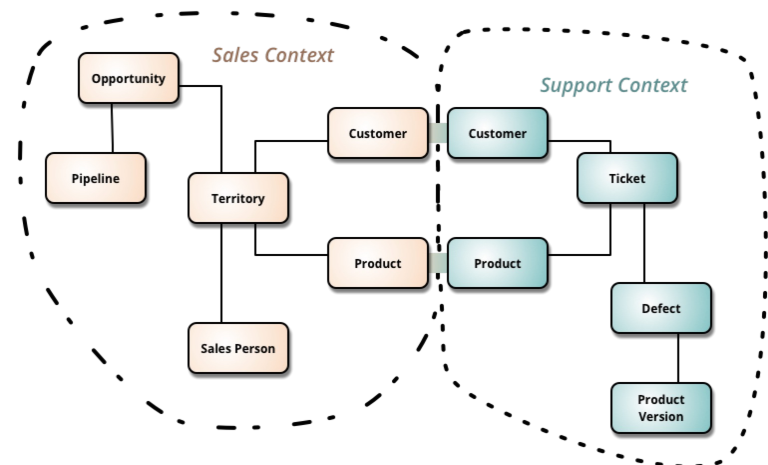 Sales Context
Opportunity
Pipeline
Territory
Customer
Product
Sales Person
Support Context
Customer
Product
Ticket
Defect
Product
Version